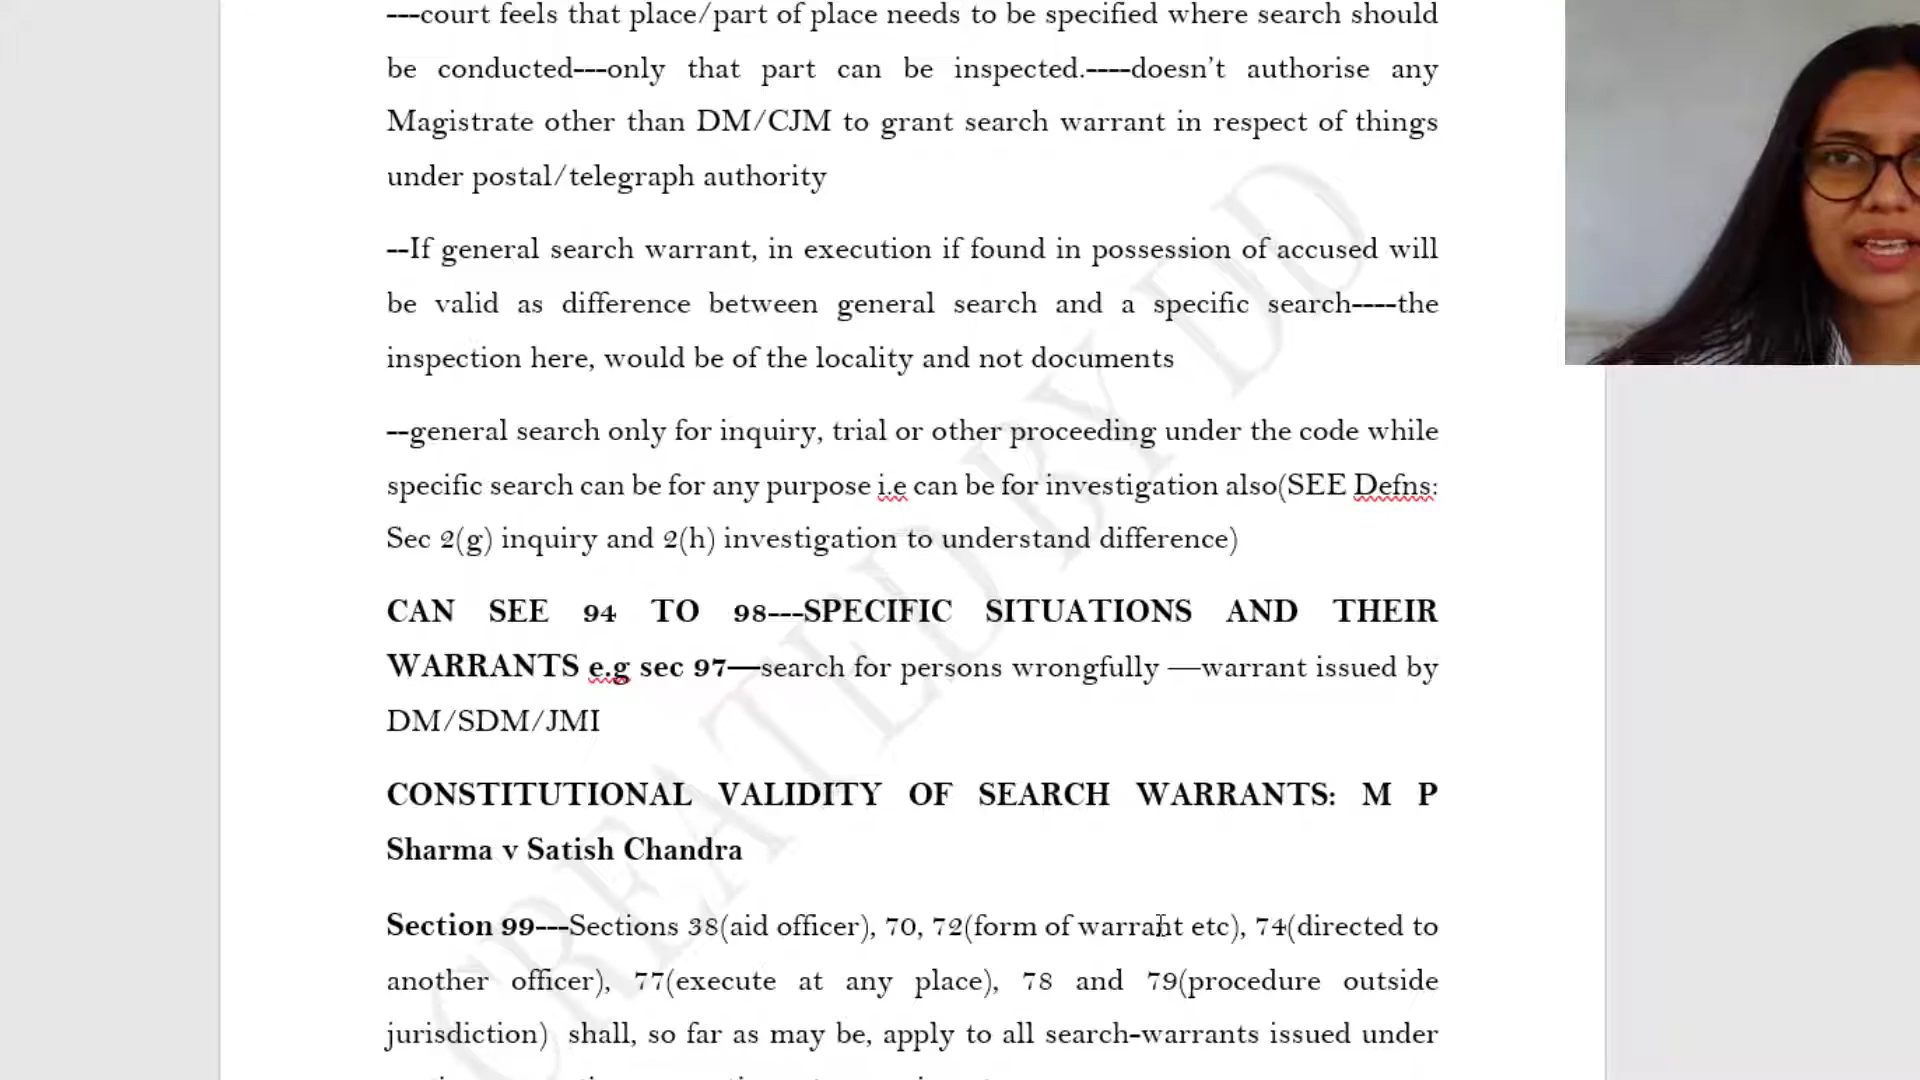 ---court feels that place/part of place needs to be specified where search should
be conducted---only that part can be inspected.----doesn’t authorise any
Magistrate other than DM/CJM to grant search warrant in respect of things
under postal/telegraph authority
--If general search warrant, in execution if found in possession of accused will
be valid as difference between general search and a specific search----the
inspection here, would be of the locality and not documents
--general search only for inquiry, trial or other proceeding under the code while
specific search can be for any purpose i.e can be for investigation also(SEE Defns:
Sec 2(g) inquiry and 2(h) investigation to understand difference)
CAN SEE 94 TO 98---SPECIFIC SITUATIONS AND THEIR
WARRANTS e.g sec 97—search for persons wrongfully —warrant issued by
DM/SDM/JMI
CONSTITUTIONAL VALIDITY OF SEARCH WARRANTS: M P
Sharma v Satish Chandra
Section 99---Sections 38(aid officer), 70, 72(form of warrant etc), 74(directed to
another officer), 77(execute at any place), 78 and 79(procedure outside
jurisdiction) shall, so far as may be, apply to all search-warrants issued under
CREATED BY DD